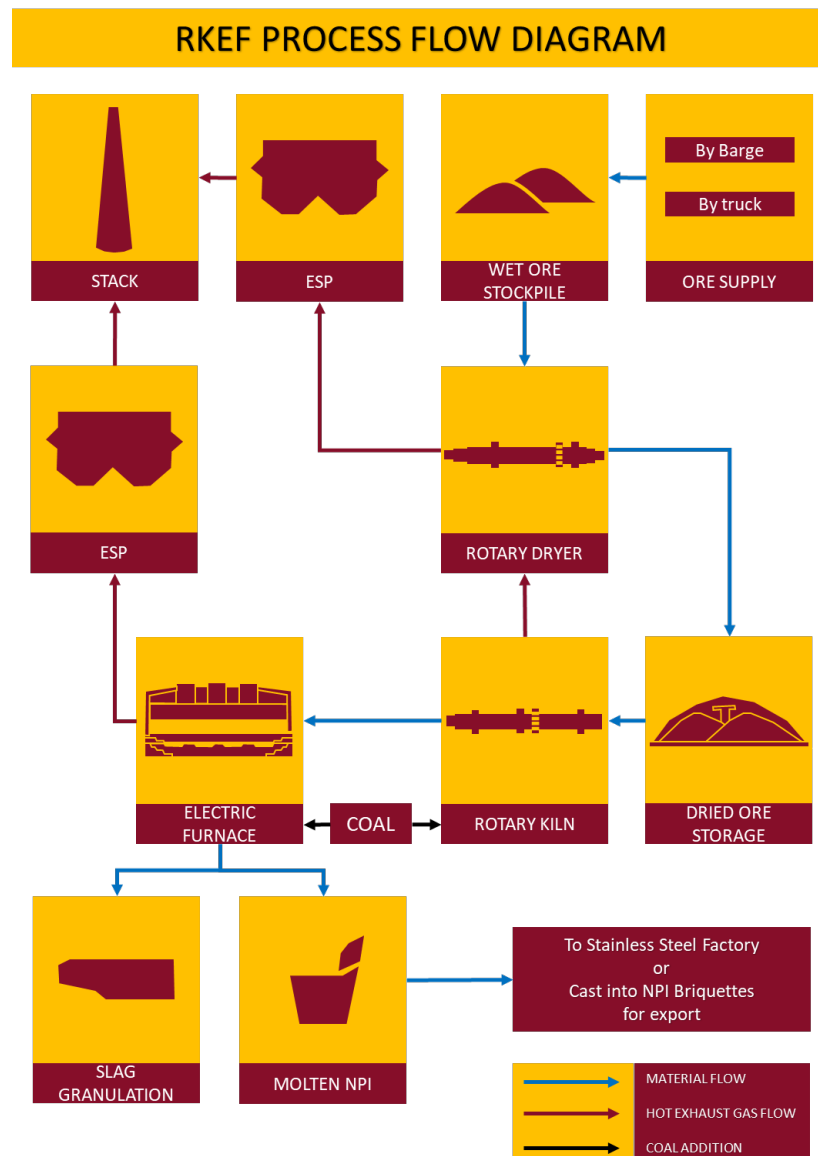 RKEF PROCESS FLOW DIAGRAM
STACK
ESP
WET ORE
STOCKPILE
By Barge
By truck
ORE SUPPLY
ESP
ROTARY DRYER
ELECTRIC
FURNACE
COAL
ROTARY KILN
DRIED ORE
STORAGE
SLAG
GRANULATION
MOLTEN NPI
To Stainless Steel Factory
or
Cast into NPI Briquettes
for export
MATERIAL FLOW
HOT EXHAUST GAS FLOW
COAL ADDITION